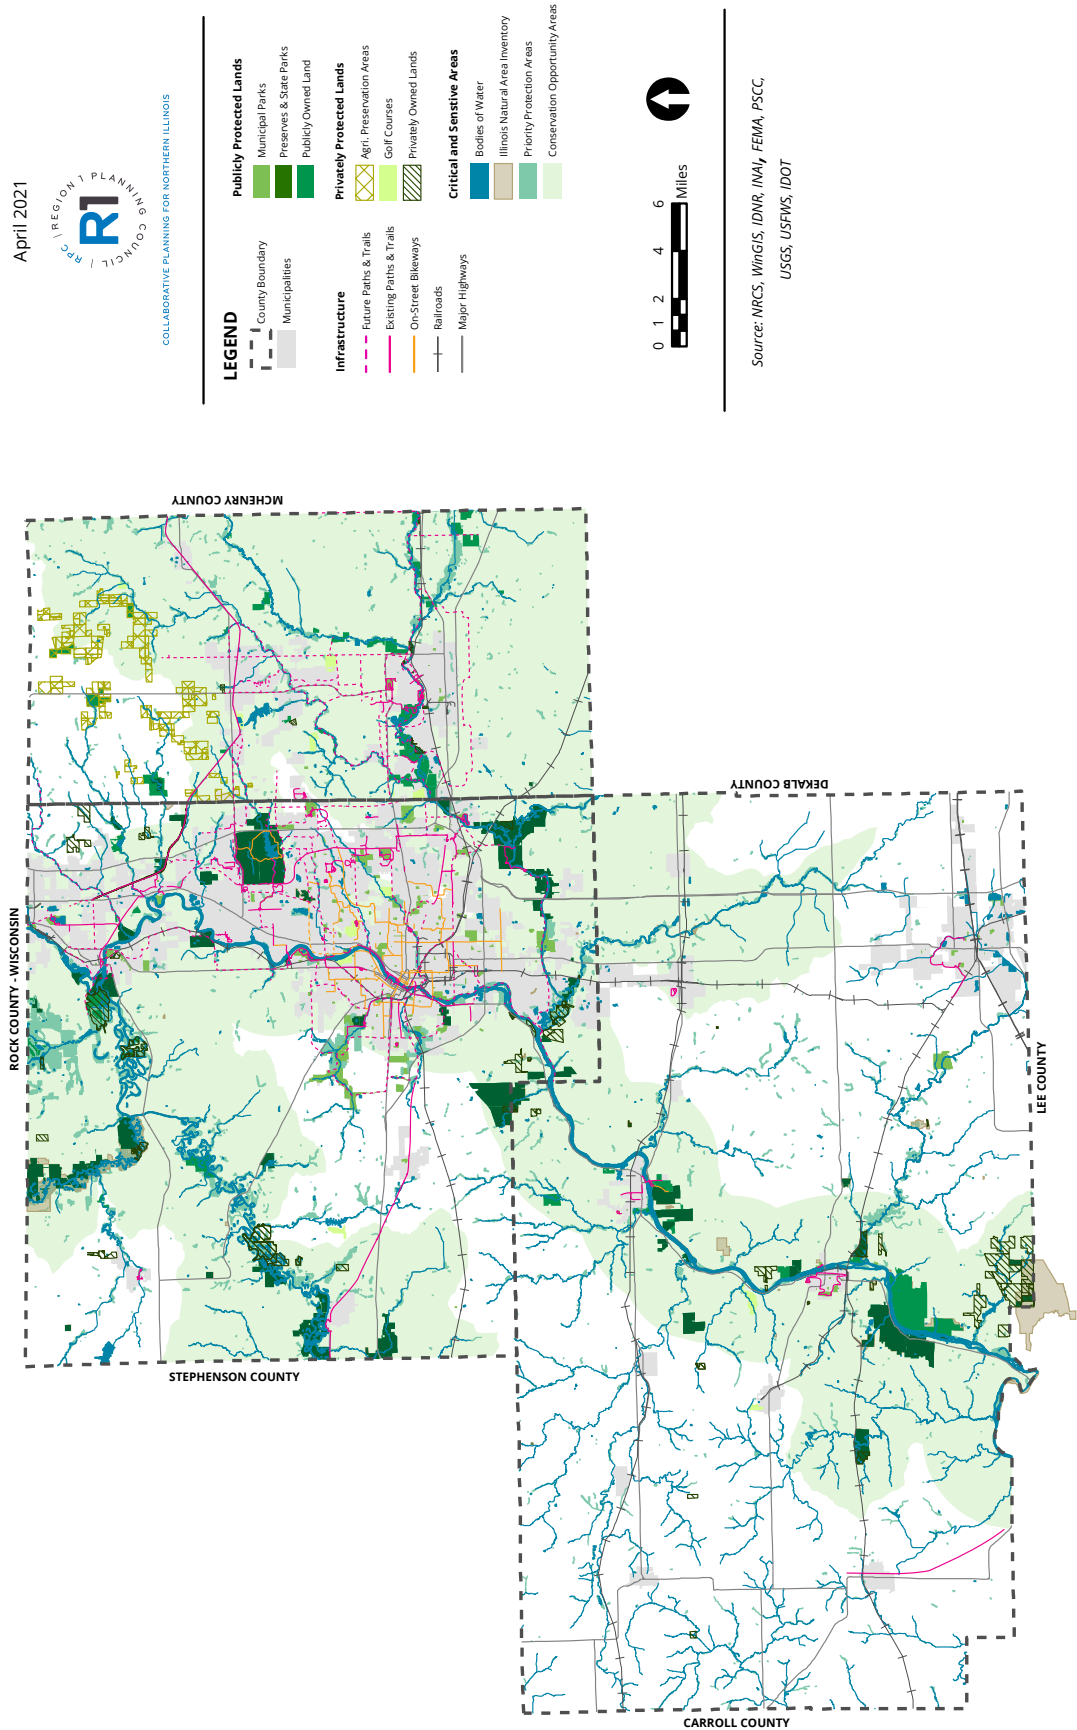 April 2021
RPC | REGION 1 PLANNING COUNCIL |
R1
COLLABORATIVE PLANNING FOR NORTHERN ILLINOIS
LEGEND
County Boundary
Municipalities
Infrastructure
Future Paths & Trails
Existing Paths & Trails
On-Street Bikeways
Railroads
Major Highways
Publicly Protected Lands
Municipal Parks
Preserves & State Parks
Publicly Owned Land
Privately Protected Lands
Agri. Preservation Areas
Golf Courses
Privately Owned Lands
Critical and Senstive Areas
Bodies of Water
Illinois Natural Area Inventory
Priority Protection Areas
Conservation Opportunity Areas
0 1 2 4 6
Miles
Source: NRCS, WinGIS, IDNR, INAI, FEMA, PSCC,
USGS, USFWS, IDOT
MCHENRY COUNTY
ROCK COUNTY - WISCONSIN
DEKALB COUNTY
LEE COUNTY
STEPHENSON COUNTY
CARROLL COUNTY